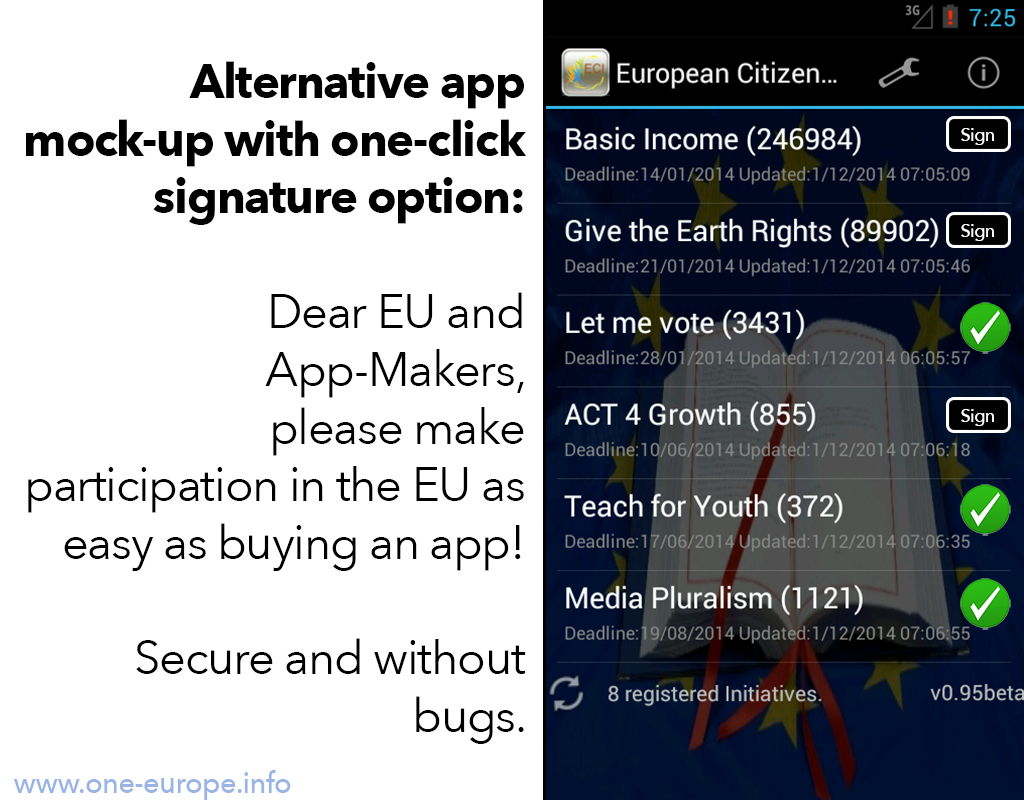 Alternative app
mock-up with one-click
signature option:
Dear EU and
App-Makers,
please make
participation in the EU as
easy as buying an app!
Secure and without
bugs.
www.one-europe.info
3G 7:25
ECI European Citizen...
Basic Income (246984) Sign
Deadline:14/01/2014 Updated:1/12/2014 07:05:09
Give the Earth Rights (89902) Sign
Deadline:21/01/2014 Updated:1/12/2014 07:05:46
Let me vote (3431)
Deadline:28/01/2014 Updated:1/12/2014 06:05:57
ACT 4 Growth (855) Sign
Deadline:10/06/2014 Updated:1/12/2014 07:06:18
Teach for Youth (372)
Deadline:17/06/2014 Updated:1/12/2014 07:06:35
Media Pluralism (1121)
Deadline:19/08/2014 Updated:1/12/2014 07:06:55
8 registered Initiatives. v0.95beta